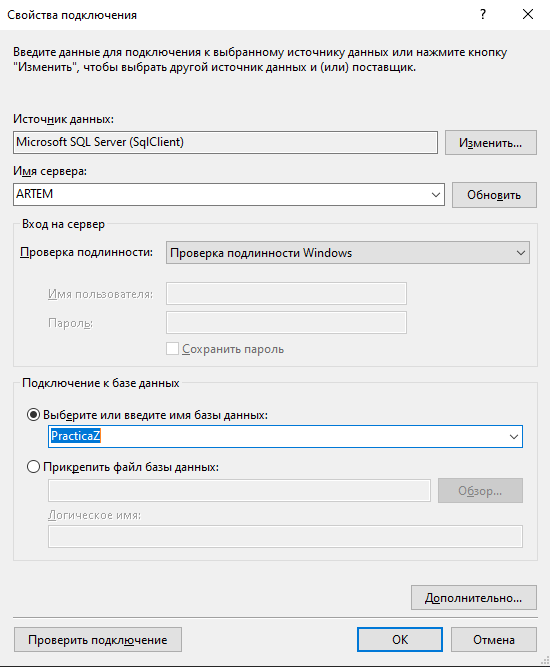 Свойства подключения
Введите данные для подключения к выбранному источнику данных или нажмите кнопку
"Изменить", чтобы выбрать другой источник данных и (или) поставщик.
Источник данных:
Microsoft SQL Server (SqlClient)
Изменить...
Имя сервера:
ARTEM
Обновить
Вход на сервер
Проверка подлинности:
Проверка подлинности Windows
Имя пользователя:
Пароль:
Сохранить пароль
Подключение к базе данных
Выберите или введите имя базы данных:
PracticaZ
Прикрепить файл базы данных:
Обзор...
Логическое имя:
Дополнительно...
Проверить подключение
ОК
Отмена